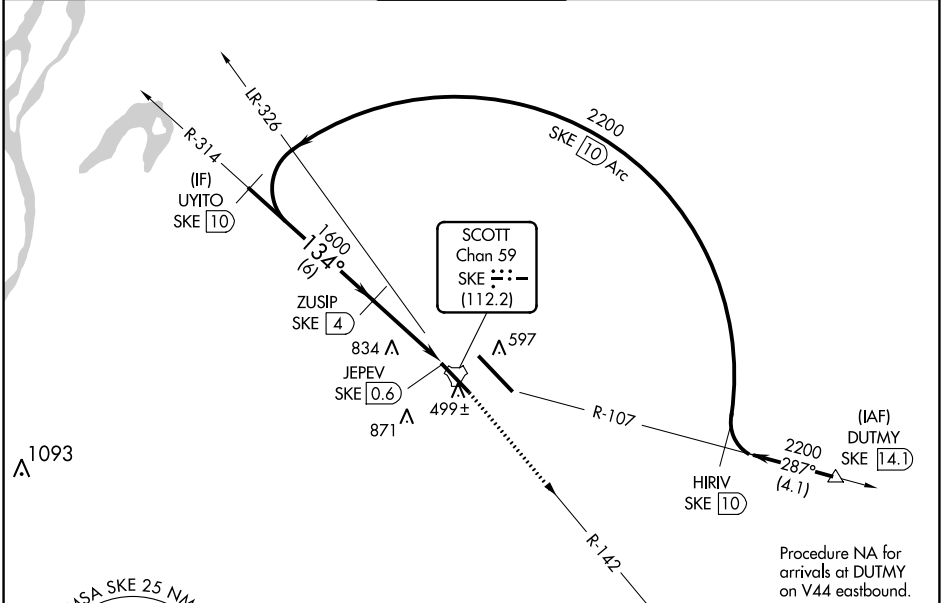 LR-326
R-314
2200
SKE 10 Arc
(IF)
UYITO
SKE 10
1600
134°
(6)
SCOTT
Chan 59
SKE
(112.2)
ZUSIP
SKE 4
834
597
JEPEV
SKE 0.6
499±
871
R-107
(IAF)
DUTMY
SKE 14.1
2200
287°
(4.1)
1093
HIRIV
SKE 10
R-142
Procedure NA for
arrivals at DUTMY
on V44 eastbound.
MSA SKE 25 NM